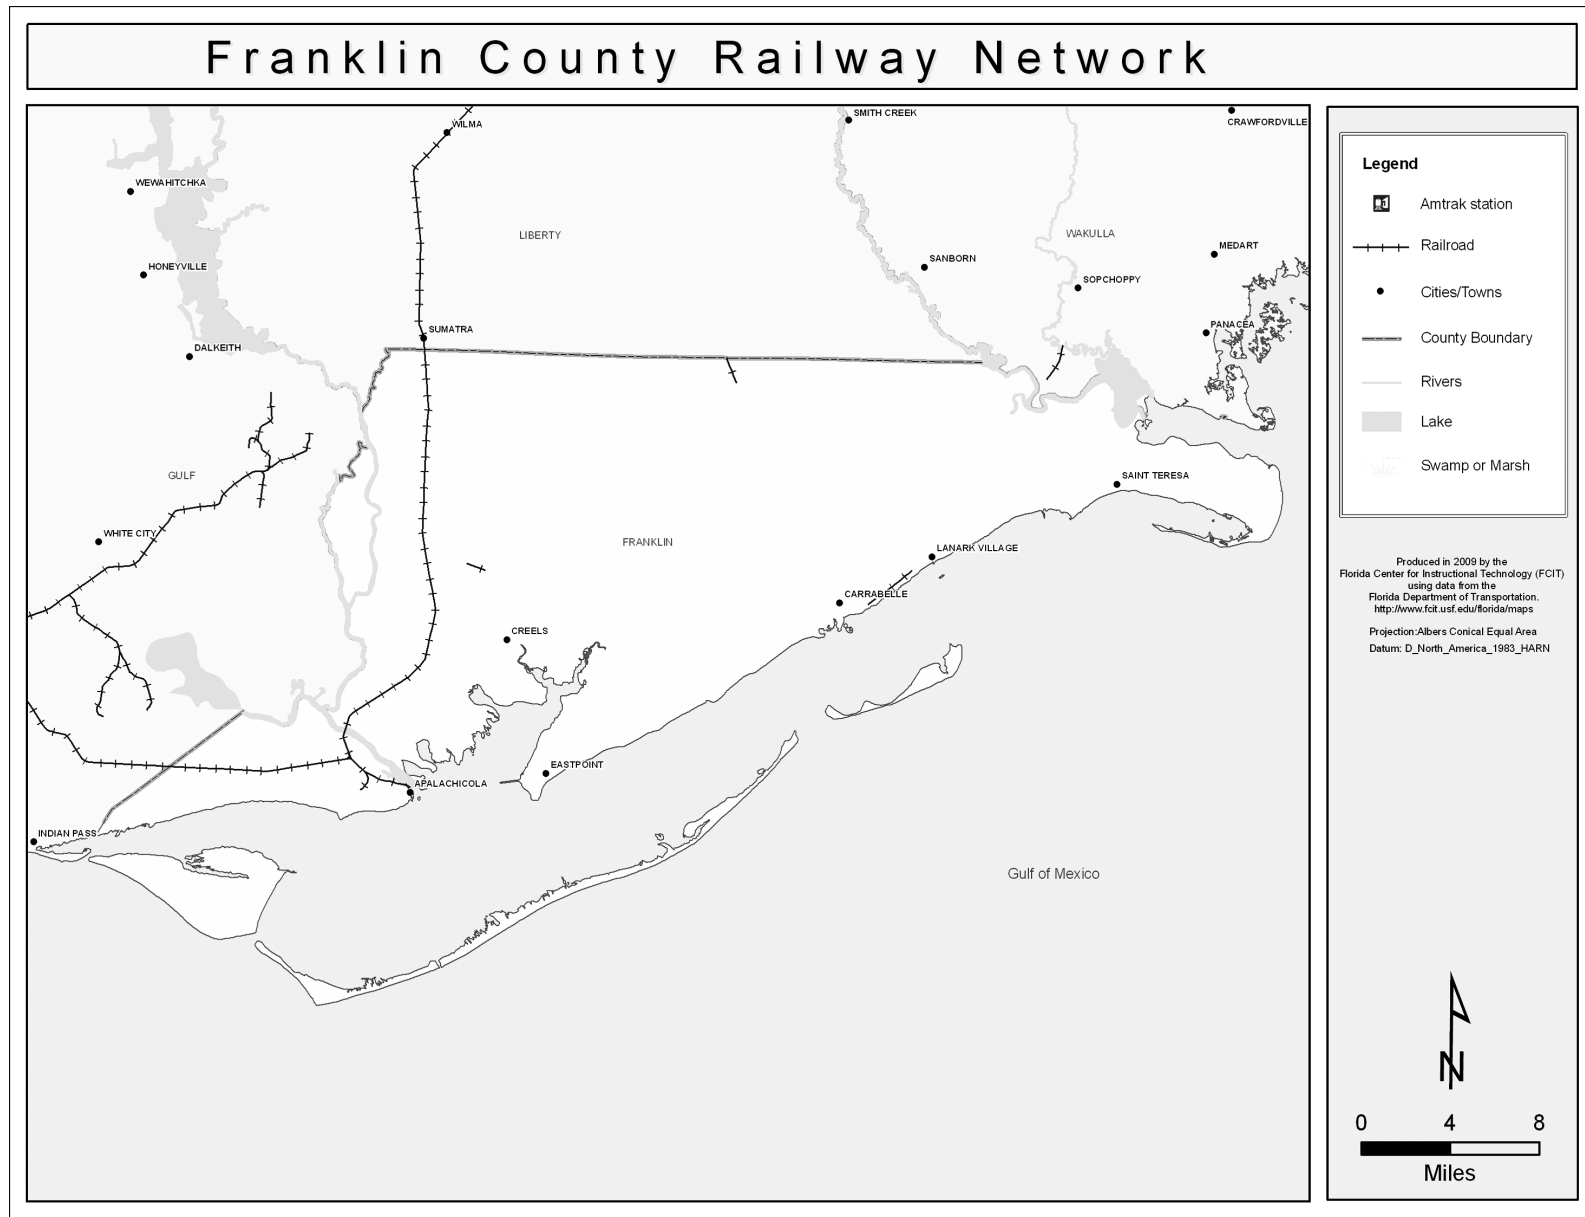 Franklin County Railway Network
SMITH CREEK
CRAWFORDVILLE
WILMA
WEWAHITCHKA
LIBERTY
WAKULLA
MEDART
SANBORN
HONEYVILLE
SOPCHOPPY
SUMATRA
PANACEA
DALKEITH
GULF
SAINT TERESA
WHITE CITY
FRANKLIN
LANARK VILLAGE
CARRABELLE
CREELS
EASTPOINT
APALACHICOLA
INDIAN PASS
Gulf of Mexico
Legend
Amtrak station
Railroad
Cities/Towns
County Boundary
Rivers
Lake
Swamp or Marsh
Produced in 2009 by the
Florida Center for Instructional Technology (FCIT)
using data from the
Florida Department of Transportation.
http://www.fcit.usf.edu/florida/maps
Projection:Albers Conical Equal Area
Datum: D_North_America_1983_HARN
N
0 4 8
Miles